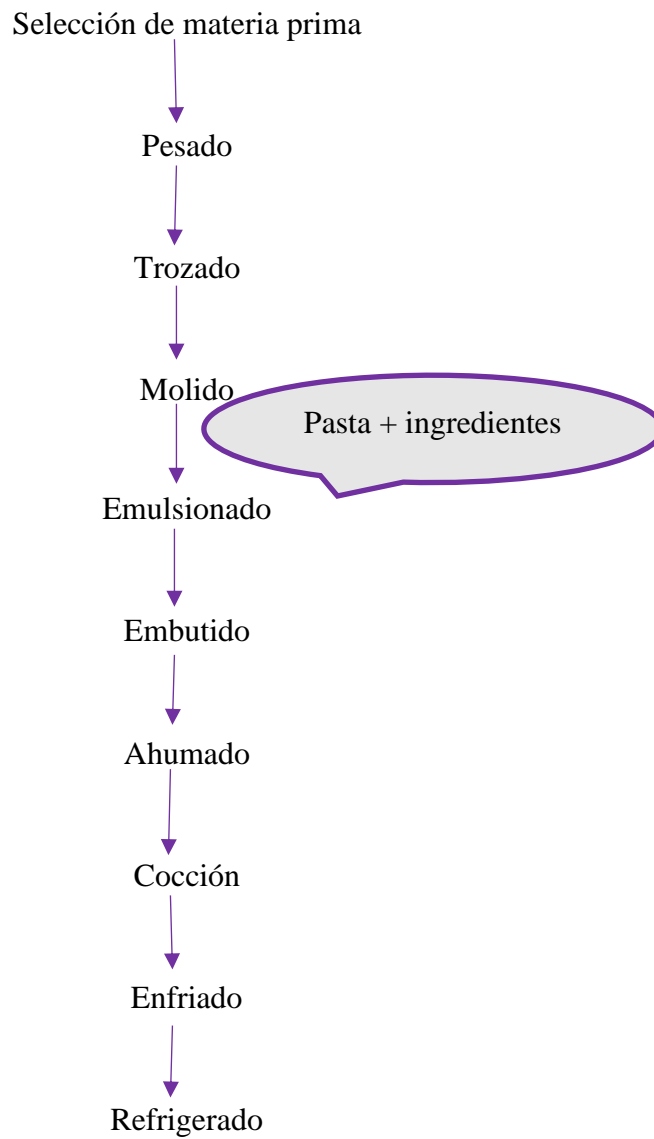 Selección de materia prima
Pesado
Trozado
Molido
Pasta + ingredientes
Emulsionado
Embutido
Ahumado
Cocción
Enfriado
Refrigerado